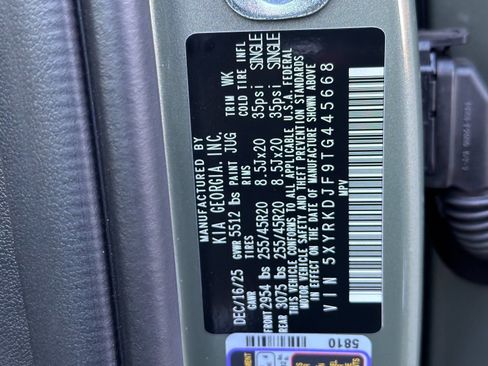 MANUFACTURED BY
KIA GEORGIA, INC.
DEC/16/25 GVWR 5512 lbs PAINT JUG TRIM WK
GAWR TIRES RIMS COLD TIRE INFL
FRONT 2954 lbs 255/45R20 8.5Jx20 35psi SINGLE
REAR 3075 lbs 255/45R20 8.5Jx20 35psi SINGLE
THIS VEHICLE CONFORMS TO ALL APPLICABLE U.S.A. FEDERAL
MOTOR VEHICLE SAFETY AND THEFT PREVENTION STANDARDS
IN EFFECT ON THE DATE OF MANUFACTURE SHOWN ABOVE
VIN 5XYRKDJF9TG445668
MPV
5810